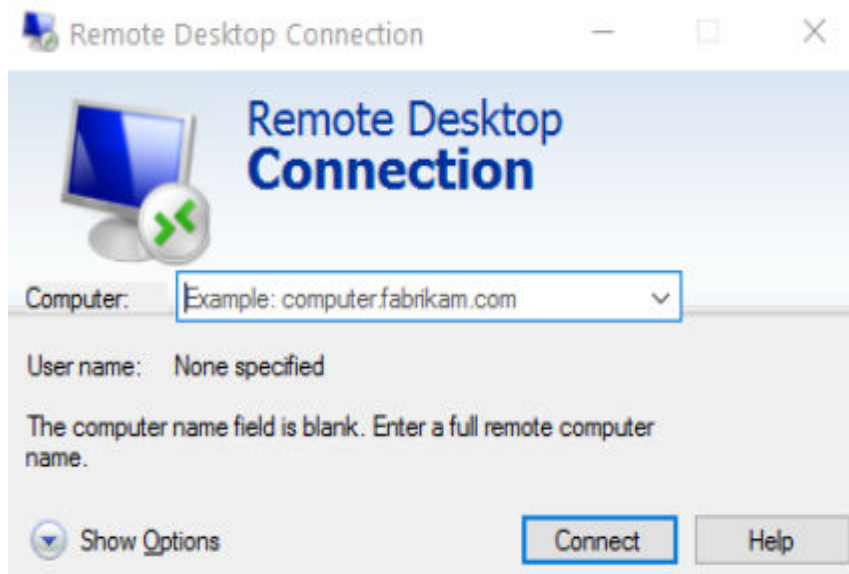 Remote Desktop Connection
Remote Desktop
Connection
Computer: Example: computer.fabrikam.com
User name: None specified
The computer name field is blank. Enter a full remote computer
name.
Show Options Connect Help